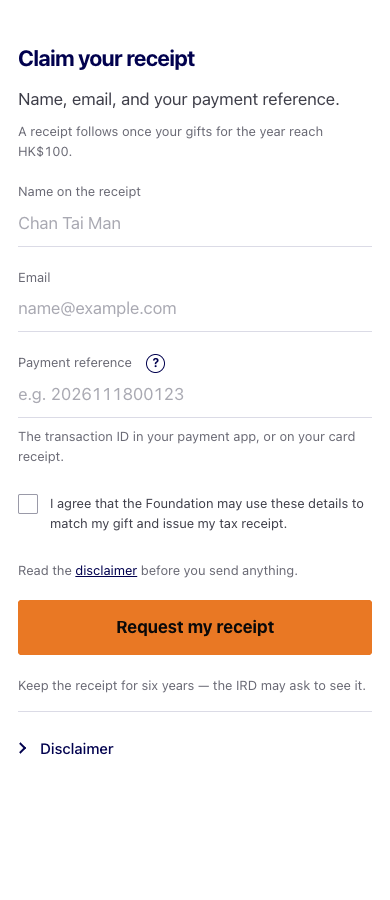 Claim your receipt
Name, email, and your payment reference.
A receipt follows once your gifts for the year reach
HK$100.
Name on the receipt
Chan Tai Man
Email
name@example.com
Payment reference ?
e.g. 2026111800123
The transaction ID in your payment app, or on your card
receipt.
I agree that the Foundation may use these details to
match my gift and issue my tax receipt.
Read the disclaimer before you send anything.
Request my receipt
Keep the receipt for six years — the IRD may ask to see it.
Disclaimer